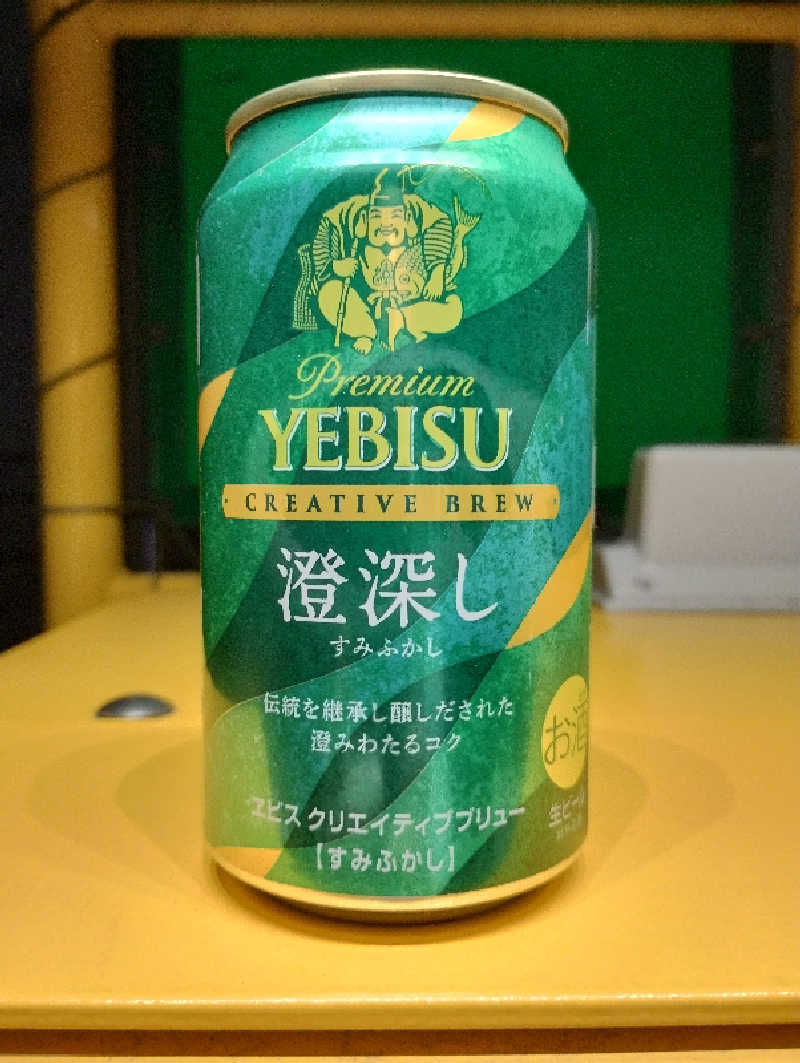 Premium
YEBISU
CREATIVE BREW
澄深し
すみふかし
伝統を継承し醸しだされた
澄みわたるコク
お酒
生ビール
ヱビス クリエイティブブリュー
【すみふかし】